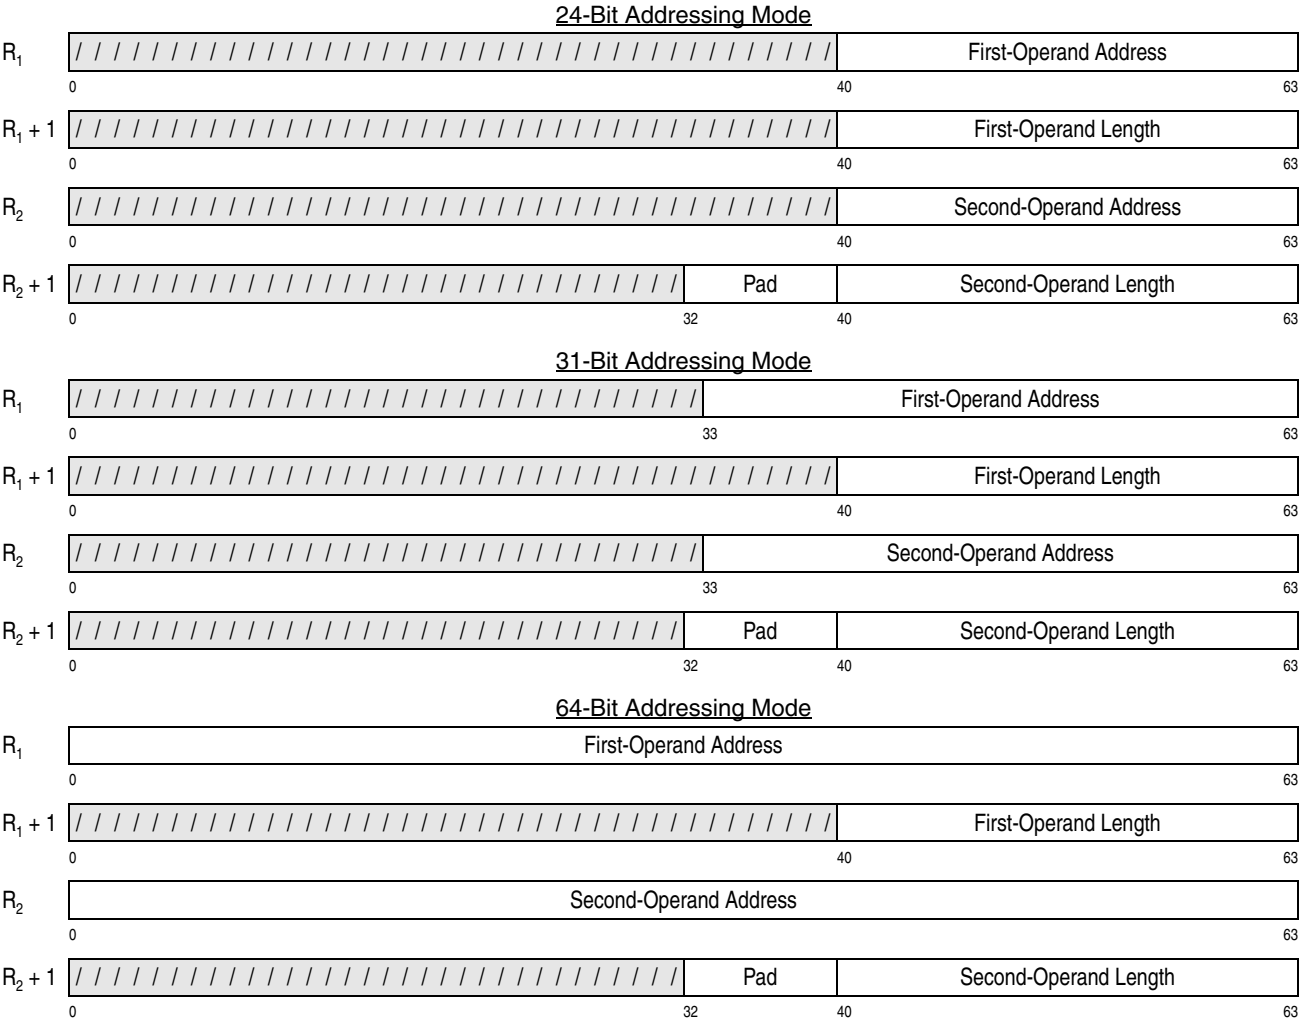 24-Bit Addressing Mode
R₁ / / / / / / / / / / / / / / / / / / / / / / / / / / / / / / / / / / / / / / / / First-Operand Address
0 40 63
R₁ + 1 / / / / / / / / / / / / / / / / / / / / / / / / / / / / / / / / / / / / / / / / First-Operand Length
0 40 63
R₂ / / / / / / / / / / / / / / / / / / / / / / / / / / / / / / / / / / / / / / / / Second-Operand Address
0 40 63
R₂ + 1 / / / / / / / / / / / / / / / / / / / / / / / / / / / / / / / / Pad Second-Operand Length
0 32 40 63
31-Bit Addressing Mode
R₁ / / / / / / / / / / / / / / / / / / / / / / / / / / / / / / / / / First-Operand Address
0 33 63
R₁ + 1 / / / / / / / / / / / / / / / / / / / / / / / / / / / / / / / / / / / / / / / / First-Operand Length
0 40 63
R₂ / / / / / / / / / / / / / / / / / / / / / / / / / / / / / / / / / Second-Operand Address
0 33 63
R₂ + 1 / / / / / / / / / / / / / / / / / / / / / / / / / / / / / / / / Pad Second-Operand Length
0 32 40 63
64-Bit Addressing Mode
R₁ First-Operand Address
0 63
R₁ + 1 / / / / / / / / / / / / / / / / / / / / / / / / / / / / / / / / / / / / / / / / First-Operand Length
0 40 63
R₂ Second-Operand Address
0 63
R₂ + 1 / / / / / / / / / / / / / / / / / / / / / / / / / / / / / / / / Pad Second-Operand Length
0 32 40 63